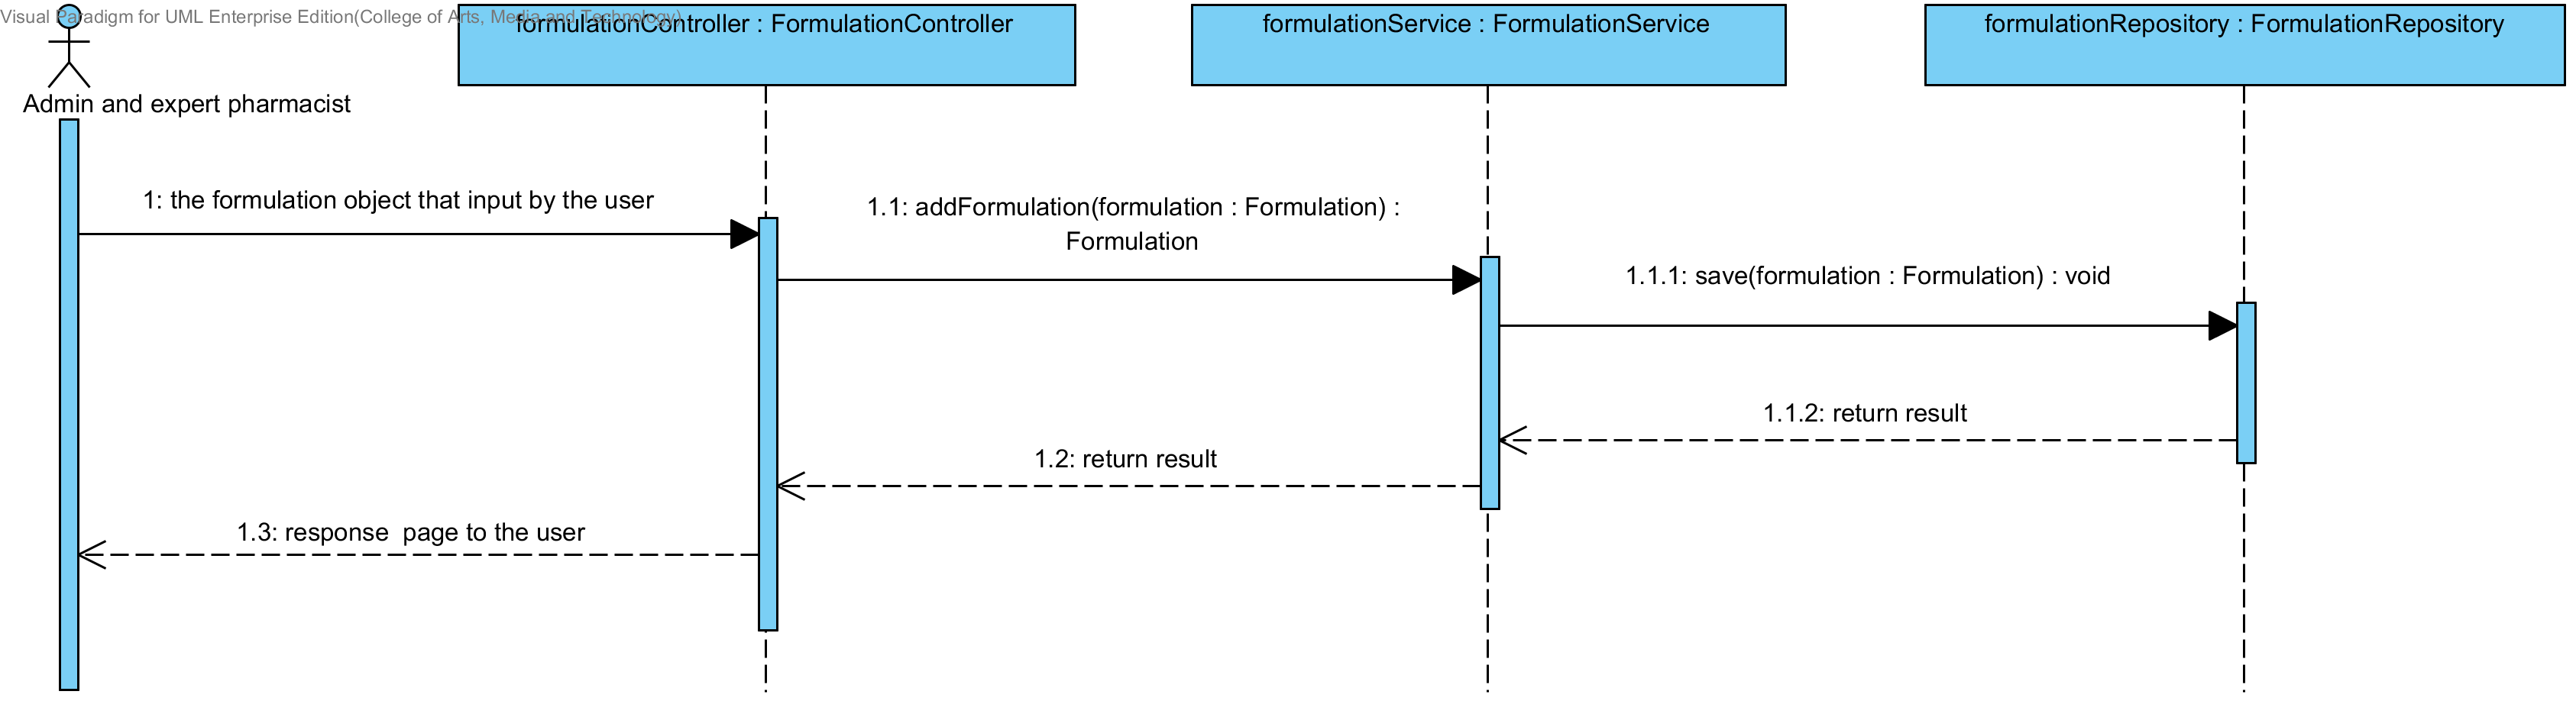 Visual Paradigm for UML Enterprise Edition(College of Arts, Media and Technology)
formulationController : FormulationController
formulationService : FormulationService
formulationRepository : FormulationRepository
Admin and expert pharmacist
1: the formulation object that input by the user
1.1: addFormulation(formulation : Formulation) :
Formulation
1.1.1: save(formulation : Formulation) : void
1.1.2: return result
1.2: return result
1.3: response  page to the user